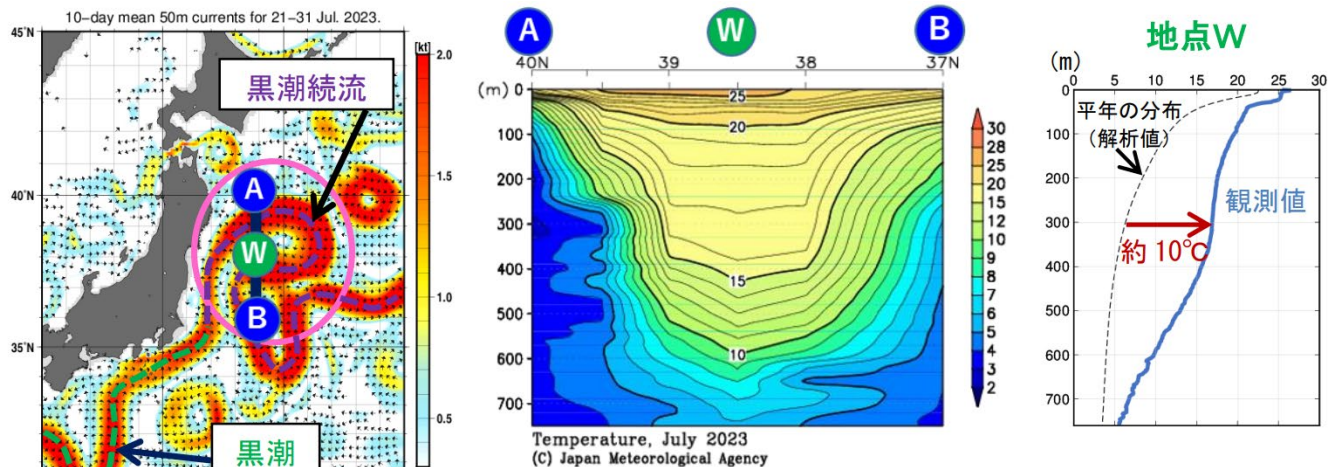 10-day mean 50m currents for 21-31 Jul. 2023.
45˚N
40˚N
35˚N
黒潮続流
A
W
B
黒潮
[kt]
2.0
1.0
0.5
A
W
B
40N
39
38
37N
(m)
0
100
200
300
400
500
600
700
25
20
15
10
30
28
25
20
15
12
10
9
8
7
6
5
4
3
2
Temperature, July 2023
(C) Japan Meteorological Agency
地点W
(m)
0
5
10
15
20
25
30
0
100
200
300
400
500
600
700
平年の分布
(解析値)
観測値
約 10℃